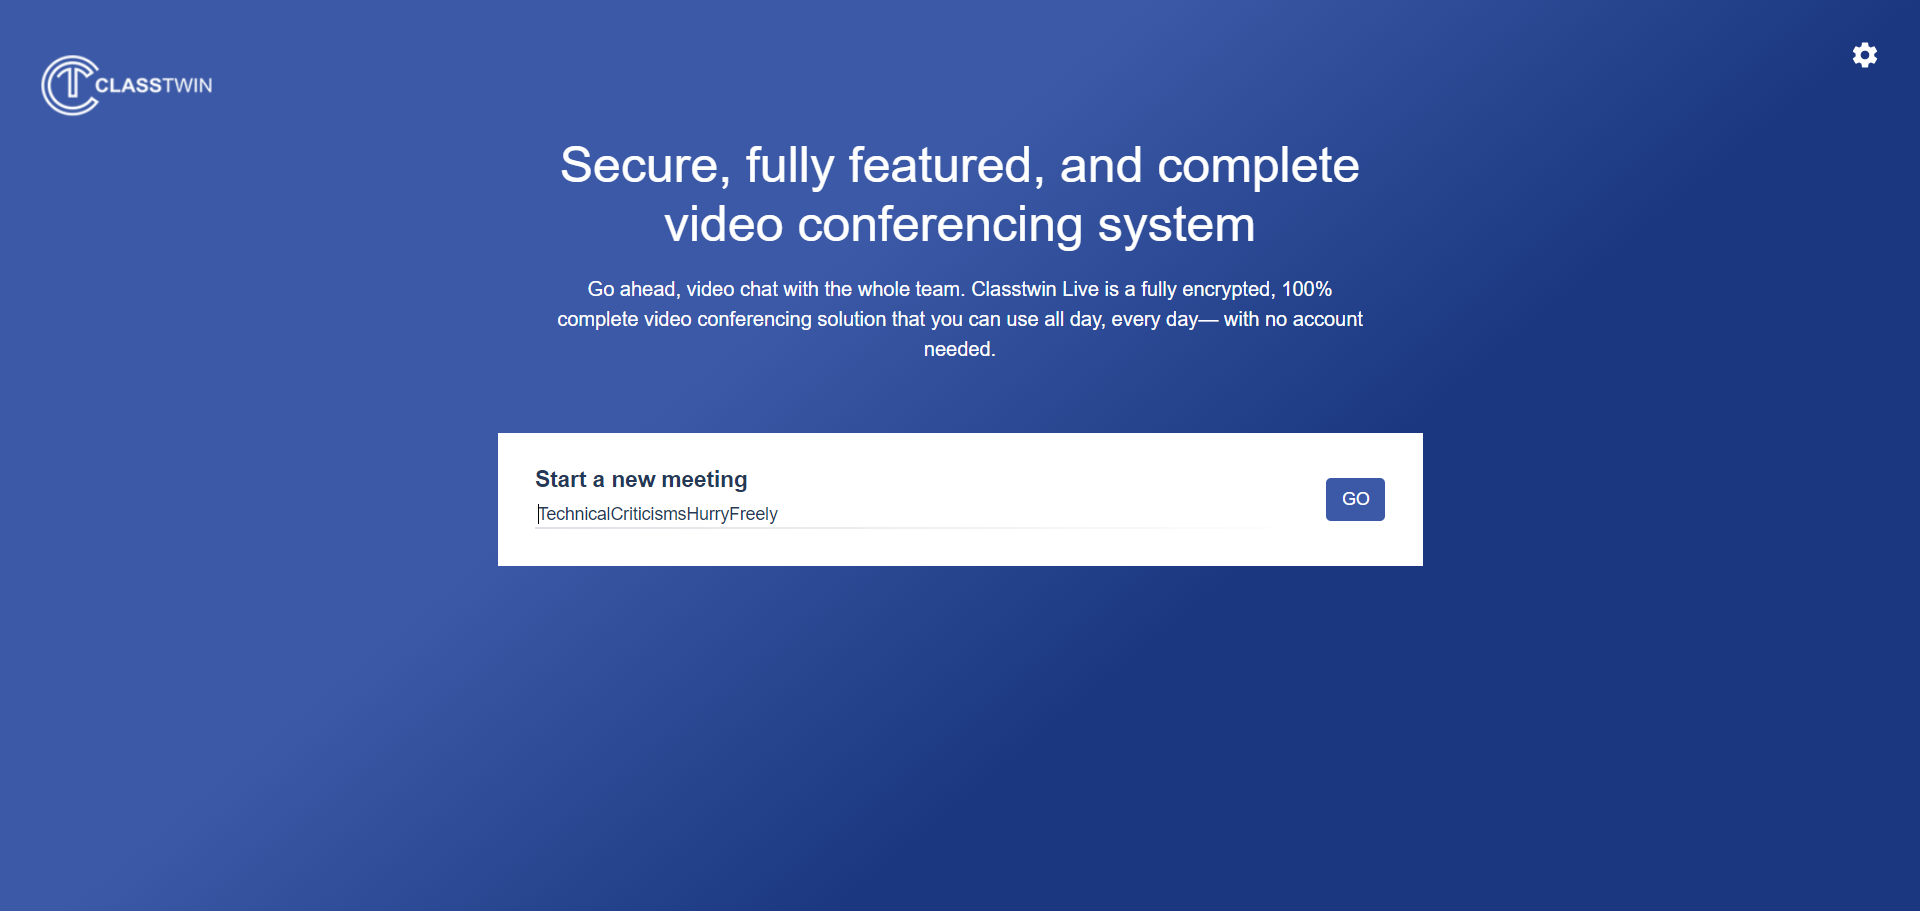 CLASSTWIN
Secure, fully featured, and complete
video conferencing system
Go ahead, video chat with the whole team. Classtwin Live is a fully encrypted, 100%
complete video conferencing solution that you can use all day, every day— with no account
needed.
Start a new meeting
TechnicalCriticismsHurryFreely
GO